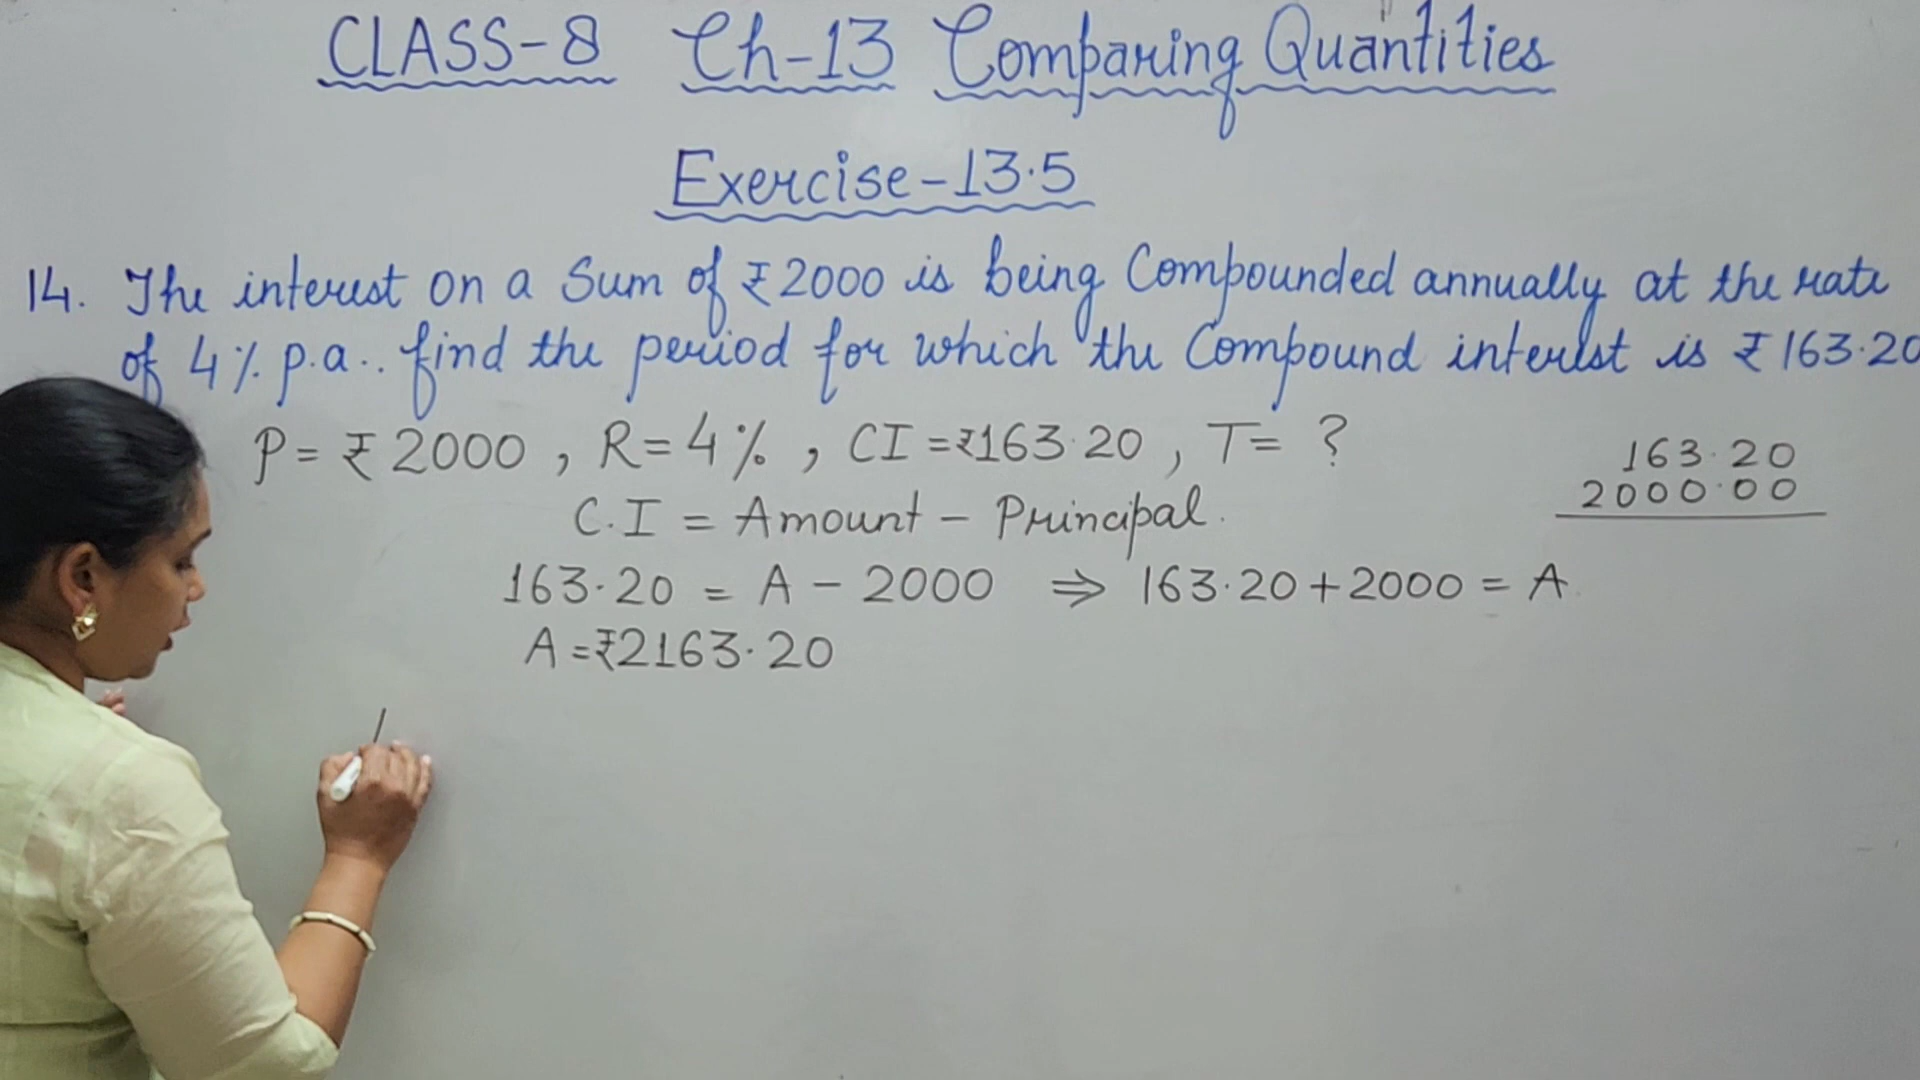 CLASS-8 Ch-13 Comparing Quantities
Exercise-13.5
14. The interest on a Sum of ₹2000 is being Compounded annually at the rate
of 4% p.a.. find the period for which the Compound interest is ₹163.20
P= ₹2000, R=4%, CI=₹163.20, T= ?
163.20
2000.00
C.I = Amount - Principal.
163.20 = A - 2000 ⇒ 163.20+2000 = A
A=₹2163.20